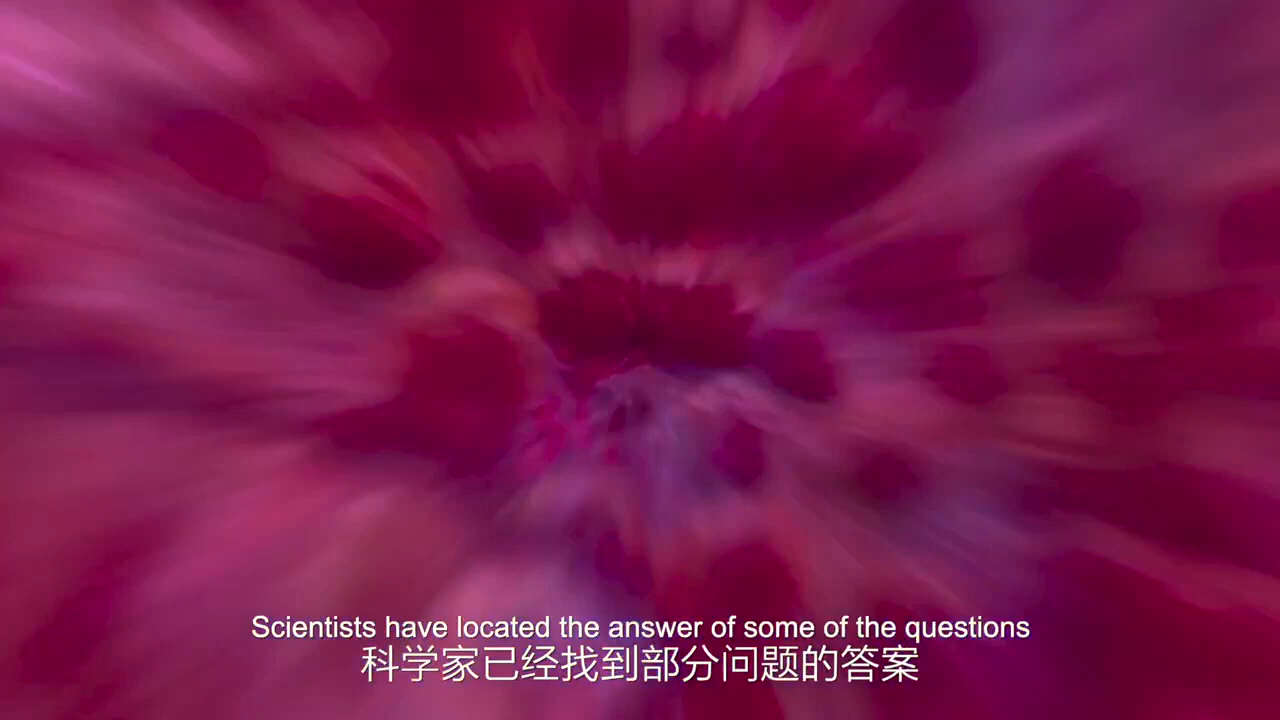 Scientists have located the answer of some of the questions
科学家已经找到部分问题的答案